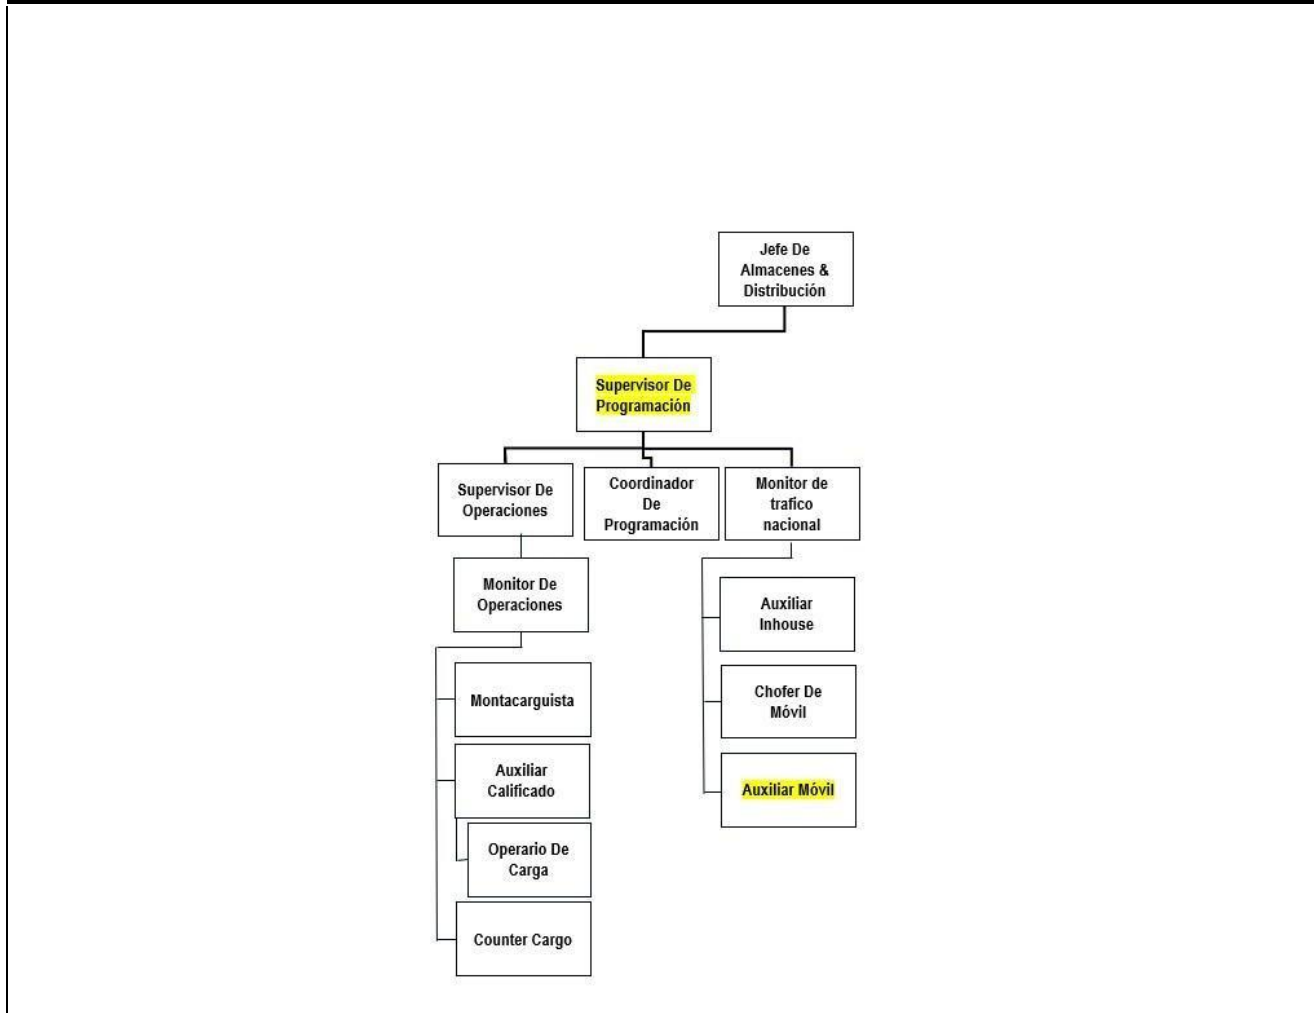 Jefe De
Almacenes &
Distribución
Supervisor De
Programación
Supervisor De
Operaciones
Coordinador
De
Programación
Monitor de
trafico
nacional
Monitor De
Operaciones
Auxiliar
Inhouse
Montacarguista
Chofer De
Móvil
Auxiliar
Calificado
Auxiliar Móvil
Operario De
Carga
Counter Cargo